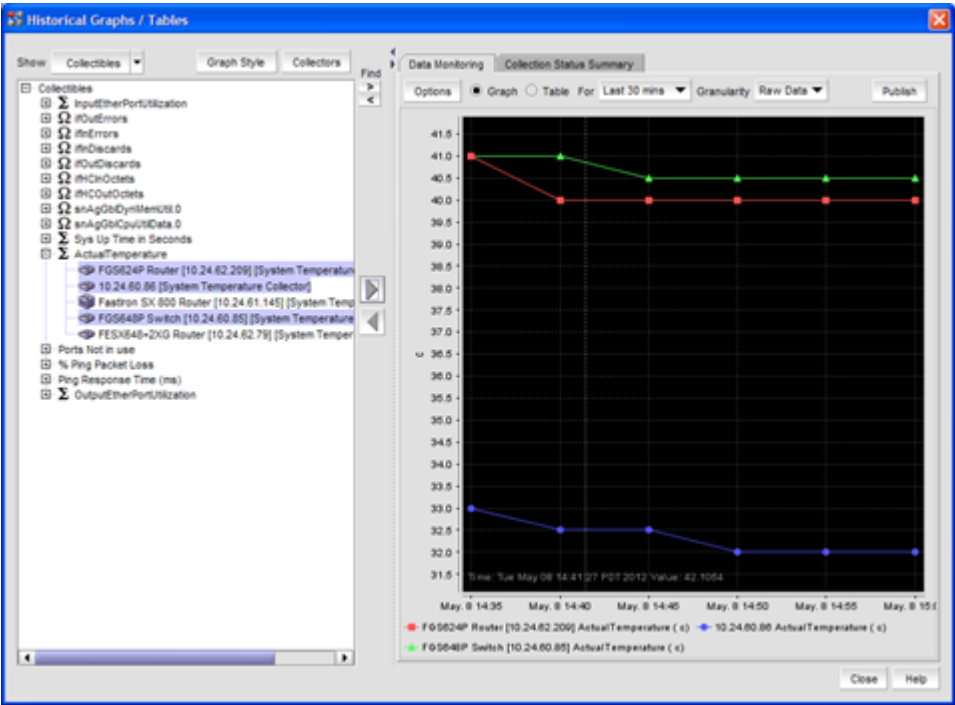 Historical Graphs / Tables
Show Collectibles Graph Style Collectors
Find
>
<
Collectibles
Σ InputEtherPortUtilization
Ω ifOutErrors
Ω ifInErrors
Ω ifInDiscards
Ω ifOutDiscards
Ω ifHCInOctets
Ω ifHCOutOctets
Ω snAgGblDynMemUtil.0
Ω snAgGblCpuUtilData.0
Σ Sys Up Time in Seconds
Σ ActualTemperature
FGS624P Router [10.24.62.209] [System Temperatur
10.24.60.86 [System Temperature Collector]
FastIron SX 800 Router [10.24.61.145] [System Temp
FGS648P Switch [10.24.60.85] [System Temperature
FESX648+2XG Router [10.24.62.79] [System Temper
Ports Not in use
% Ping Packet Loss
Ping Response Time (ms)
Σ OutputEtherPortUtilization
Data Monitoring Collection Status Summary
Options Graph Table For Last 30 mins Granularity Raw Data Publish
41.5
41.0
40.5
40.0
39.5
39.0
38.5
38.0
37.5
37.0
c 36.5
36.0
35.5
35.0
34.5
34.0
33.5
33.0
32.5
32.0
31.5
Time: Tue May 08 14:41:27 PDT 2012 Value: 42.1054
May. 8 14:35 May. 8 14:40 May. 8 14:45 May. 8 14:50 May. 8 14:55 May. 8 15:0
FGS624P Router [10.24.62.209] ActualTemperature ( c) 10.24.60.86 ActualTemperature ( c)
FGS648P Switch [10.24.60.85] ActualTemperature ( c)
Close Help